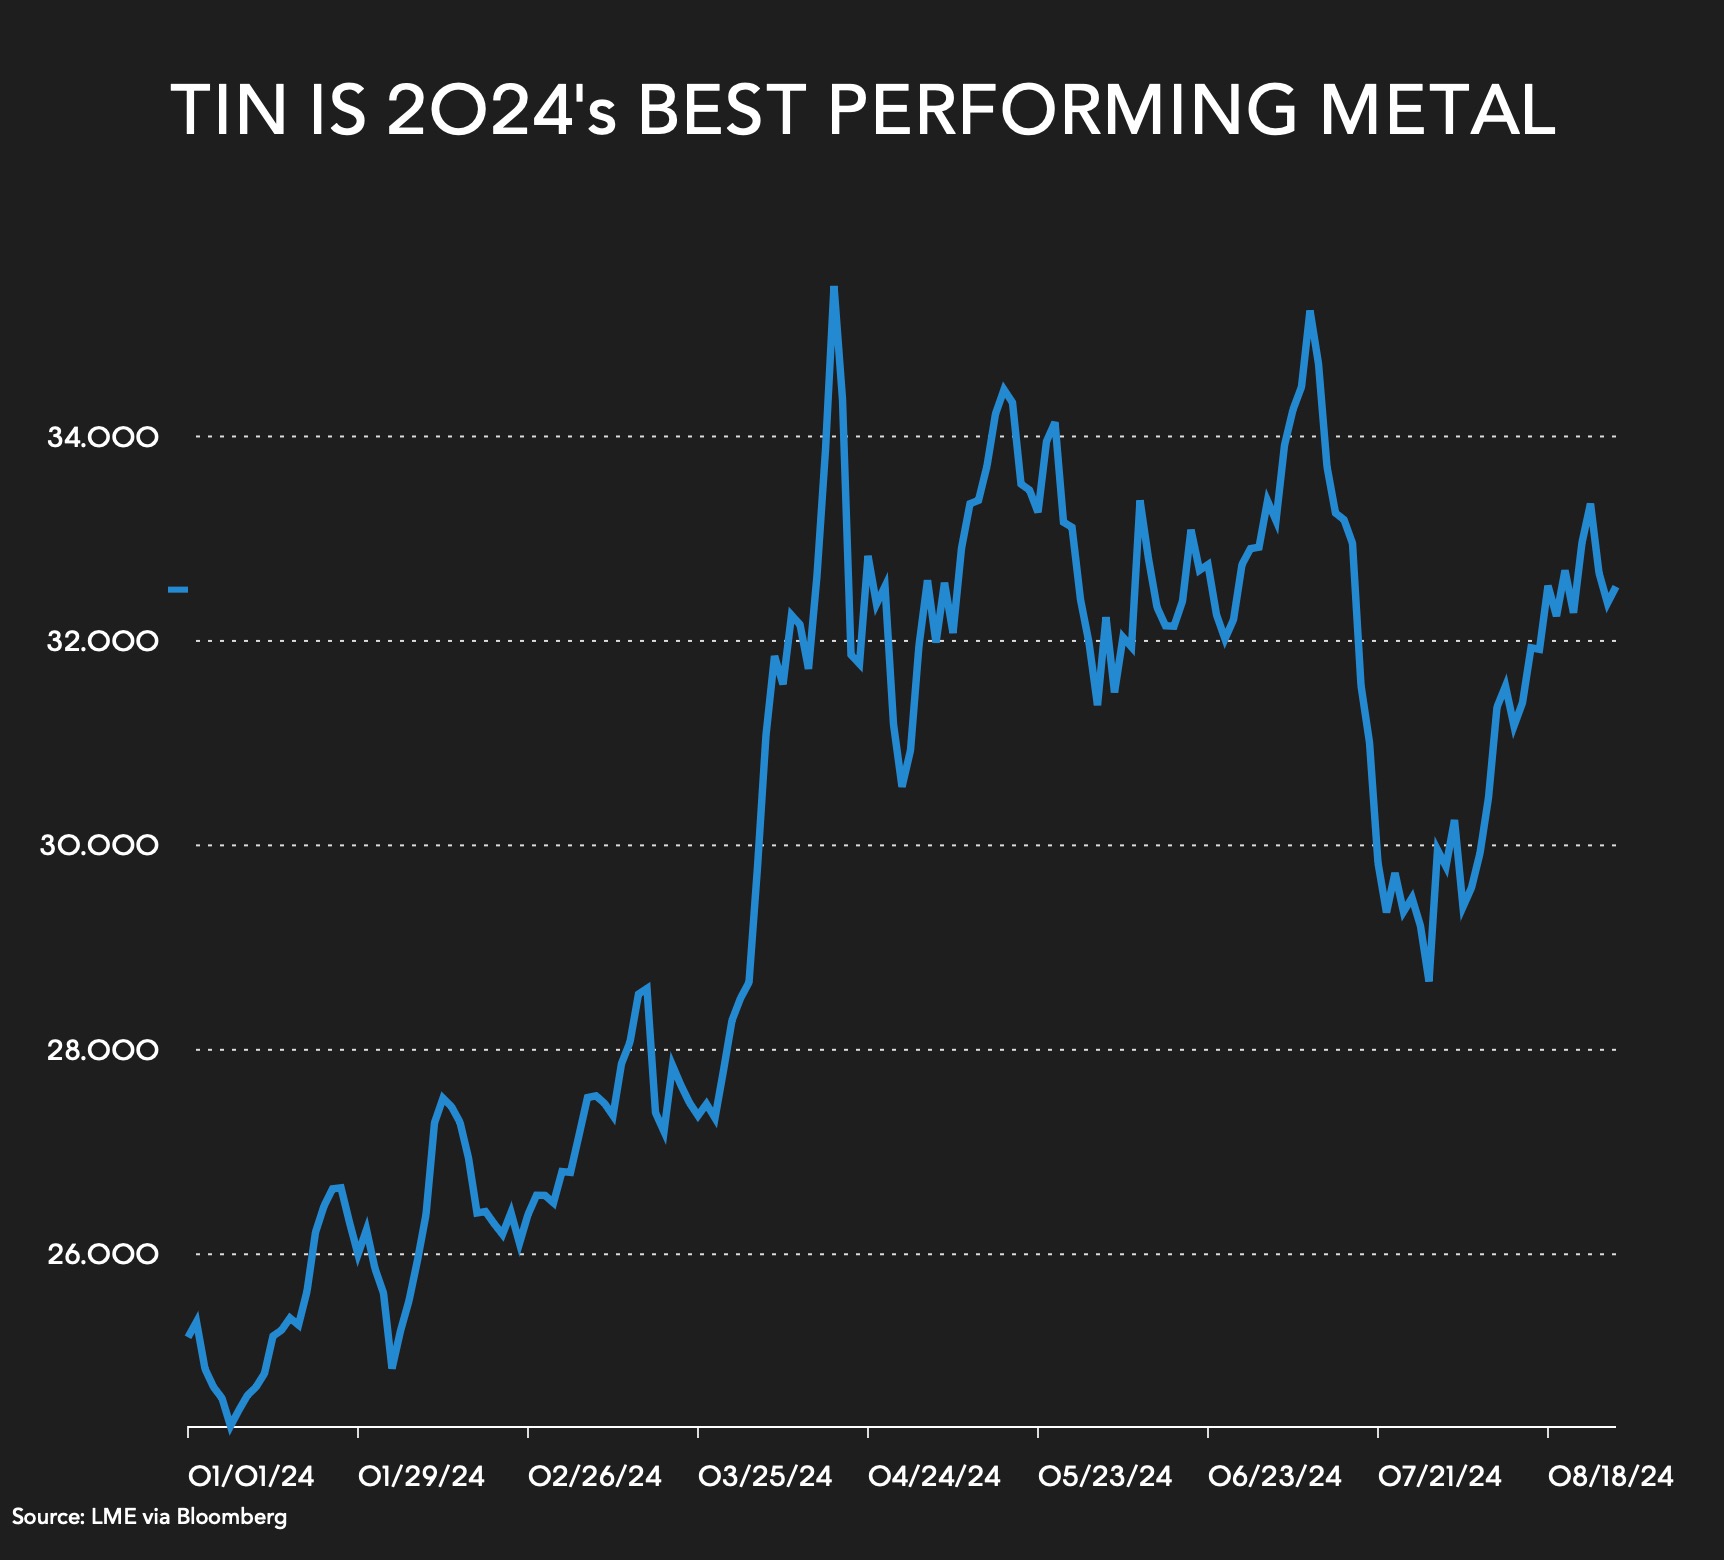 TIN IS 2024's BEST PERFORMING METAL
34.000
32.000
30.000
28.000
26.000
01/01/24 01/29/24 02/26/24 03/25/24 04/24/24 05/23/24 06/23/24 07/21/24 08/18/24
Source: LME via Bloomberg